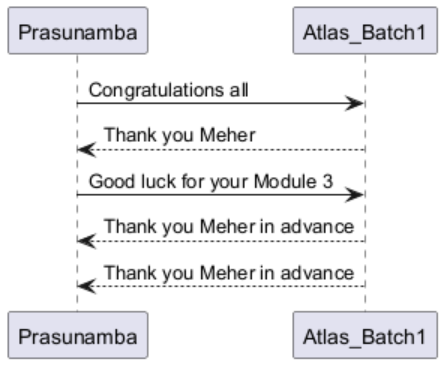 Prasunamba Atlas_Batch1
Congratulations all
Thank you Meher
Good luck for your Module 3
Thank you Meher in advance
Thank you Meher in advance
Prasunamba Atlas_Batch1